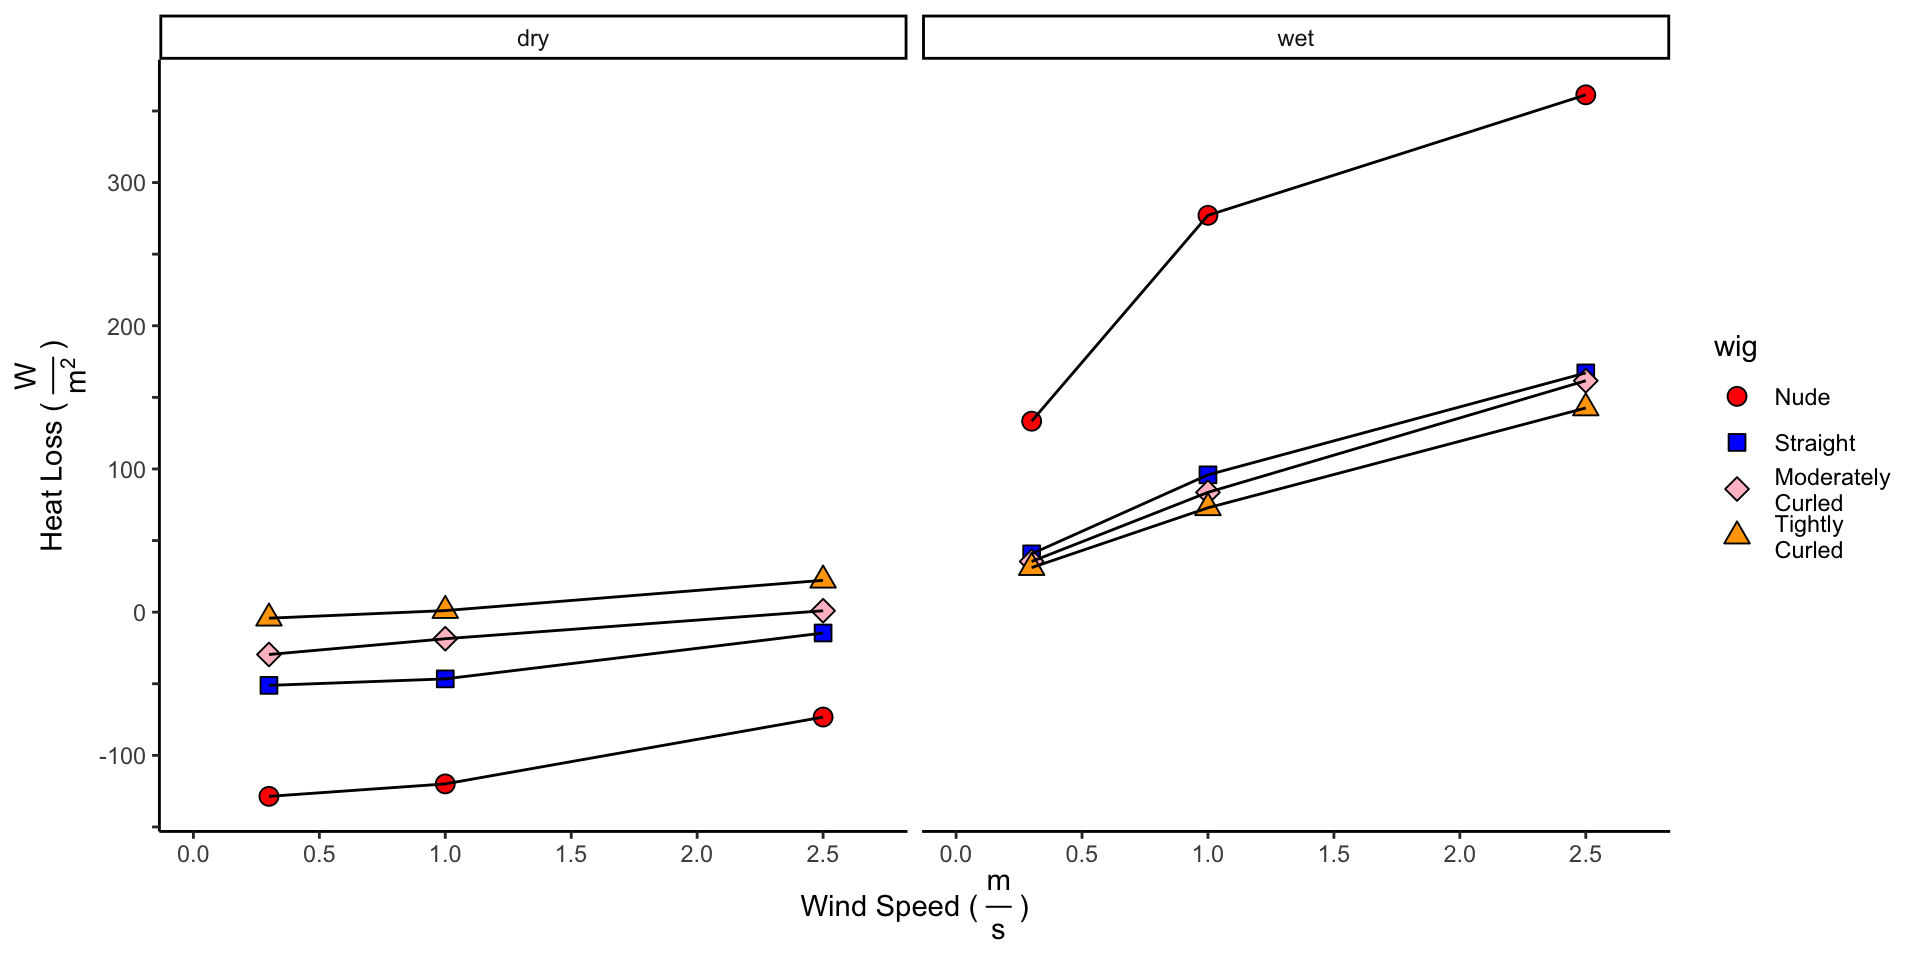 dry
wet
300
200
100
0
-100
Heat Loss ( W / m² )
0.0 0.5 1.0 1.5 2.0 2.5
0.0 0.5 1.0 1.5 2.0 2.5
Wind Speed ( m / s )
wig
Nude
Straight
Moderately
Curled
Tightly
Curled